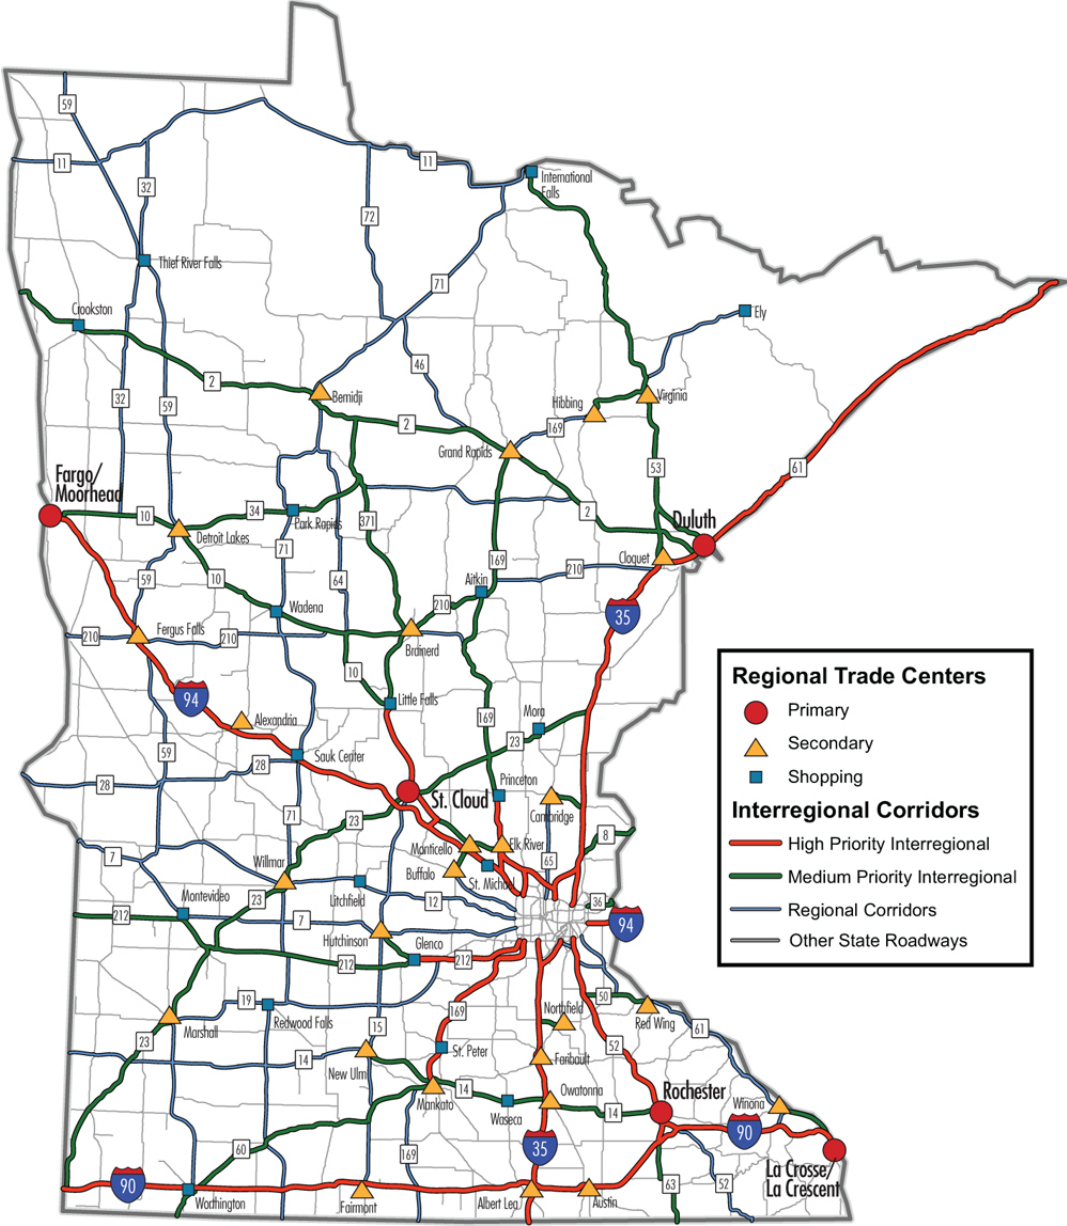 59
11
11
32
International
Falls
72
Thief River Falls
71
Crookston
Ely
46
2
Bemidji
32
59
Hibbing
Virginia
169
2
Grand Rapids
61
53
Fargo/
Moorhead
10
34
Park Rapids
371
2
Duluth
Detroit Lakes
71
169
Cloquet
210
59
10
64
Aitkin
210
Wadena
35
210
Fergus Falls
210
Brainerd
10
94
Little Falls
Alexandria
169
Mora
23
59
28
Sauk Center
28
Princeton
St. Cloud
71
23
Cambridge
8
7
Monticello
Elk River
65
Willmar
Buffalo
St. Michael
Montevideo
23
Litchfield
12
36
212
7
94
Hutchinson
Glenco
212
212
19
Redwood Falls
169
Northfield
50
Red Wing
61
Marshall
15
23
52
14
New Ulm
St. Peter
Faribault
14
Mankato
Waseca
Owatonna
14
Rochester
Winona
60
169
35
90
La Crosse/
La Crescent
90
Worthington
Fairmont
Albert Lea
Austin
63
52
Regional Trade Centers
Primary
Secondary
Shopping
Interregional Corridors
High Priority Interregional
Medium Priority Interregional
Regional Corridors
Other State Roadways